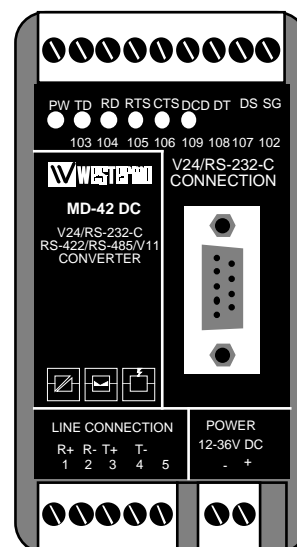 PW TD RD RTS CTS DCD DT DS SG
103 104 105 106 109 108 107 102
V24/RS-232-C
CONNECTION
MD-42 DC
V24/RS-232-C
RS-422/RS-485/V11
CONVERTER
LINE CONNECTION
R+ R- T+ T-
1 2 3 4 5
POWER
12-36V DC
- +